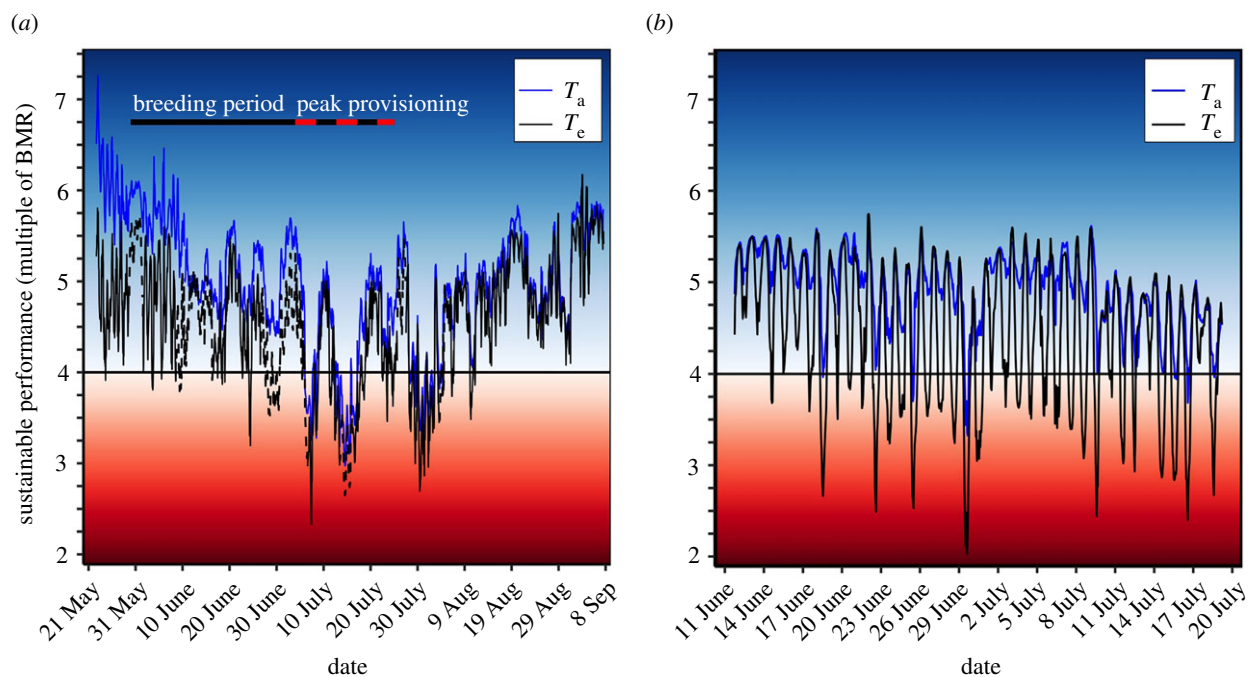 (a)
(b)
breeding period peak provisioning
Ta
Te
Ta
Te
sustainable performance (multiple of BMR)
7
6
5
4
3
2
7
6
5
4
3
2
21 May
31 May
10 June
20 June
30 June
10 July
20 July
30 July
9 Aug
19 Aug
29 Aug
8 Sep
11 June
14 June
17 June
20 June
23 June
26 June
29 June
2 July
5 July
8 July
11 July
14 July
17 July
20 July
date
date